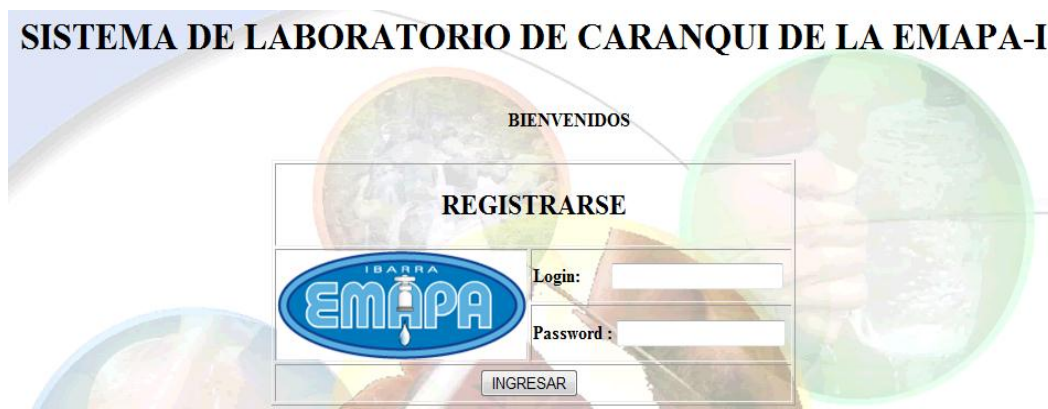 SISTEMA DE LABORATORIO DE CARANQUI DE LA EMAPA-I
BIENVENIDOS
REGISTRARSE
IBARRA
EMAPA
Login:
Password :
INGRESAR